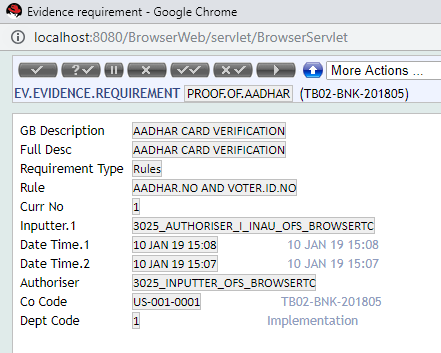 Evidence requirement - Google Chrome
localhost:8080/BrowserWeb/servlet/BrowserServlet
More Actions ...
EV.EVIDENCE.REQUIREMENT PROOF.OF.AADHAR (TB02-BNK-201805)
GB Description AADHAR CARD VERIFICATION
Full Desc AADHAR CARD VERIFICATION
Requirement Type Rules
Rule AADHAR.NO AND VOTER.ID.NO
Curr No 1
Inputter.1 3025_AUTHORISER_I_INAU_OFS_BROWSERTC
Date Time.1 10 JAN 19 15:08 10 JAN 19 15:08
Date Time.2 10 JAN 19 15:07 10 JAN 19 15:07
Authoriser 3025_INPUTTER_OFS_BROWSERTC
Co Code US-001-0001 TB02-BNK-201805
Dept Code 1 Implementation